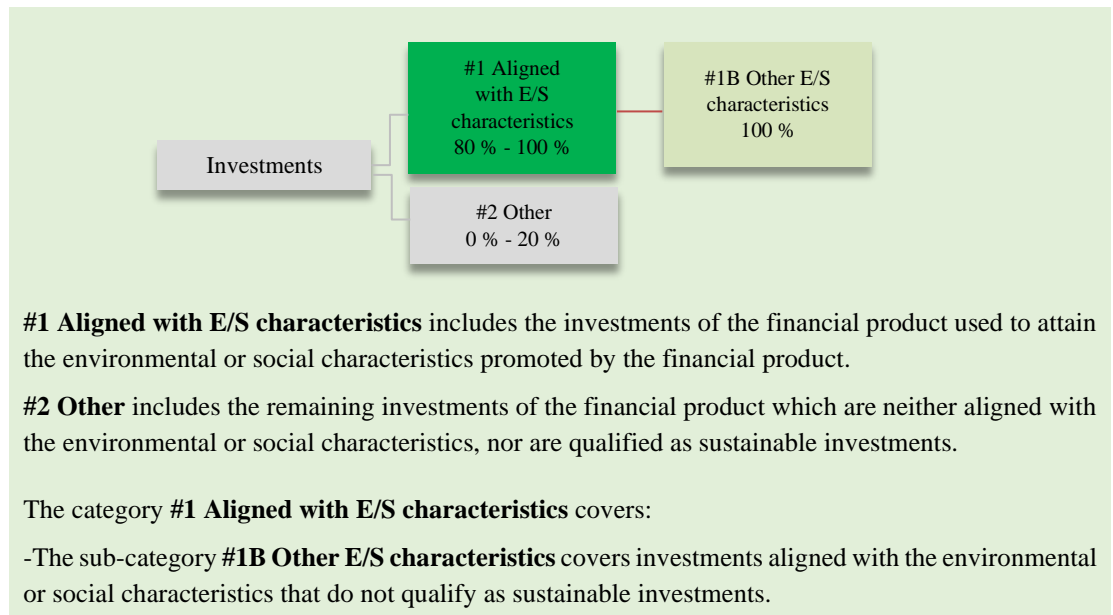 #1 Aligned
with E/S
characteristics
80 % - 100 %
#1B Other E/S
characteristics
100 %
Investments
#2 Other
0 % - 20 %
#1 Aligned with E/S characteristics includes the investments of the financial product used to attain
the environmental or social characteristics promoted by the financial product.
#2 Other includes the remaining investments of the financial product which are neither aligned with
the environmental or social characteristics, nor are qualified as sustainable investments.
The category #1 Aligned with E/S characteristics covers:
-The sub-category #1B Other E/S characteristics covers investments aligned with the environmental
or social characteristics that do not qualify as sustainable investments.